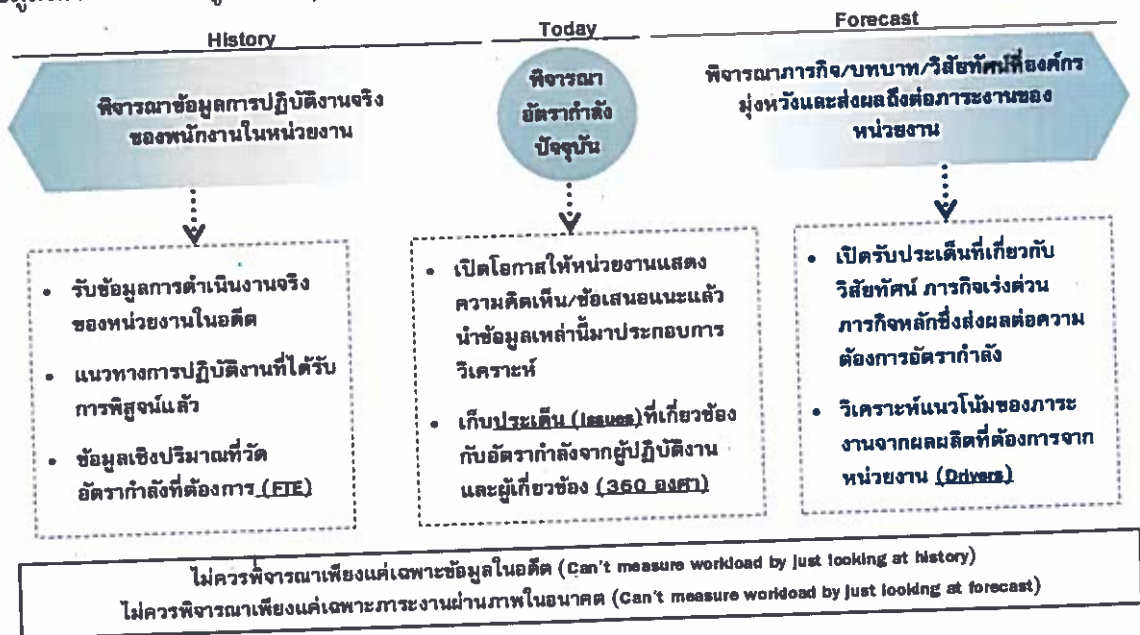 History
Today
Forecast
พิจารณาข้อมูลการปฏิบัติงานจริง
ของพนักงานในหน่วยงาน
พิจารณา
อัตรากำลัง
ปัจจุบัน
พิจารณาภารกิจ/บทบาท/วิสัยทัศน์ที่องค์กร
มุ่งหวังและส่งผลถึงต่อภาระงานของ
หน่วยงาน
• รับข้อมูลการดำเนินงานจริง
ของหน่วยงานในอดีต
• แนวทางการปฏิบัติงานที่ได้รับ
การพิสูจน์แล้ว
• ข้อมูลเชิงปริมาณที่วัด
อัตรากำลังที่ต้องการ (FTE)
• เปิดโอกาสให้หน่วยงานแสดง
ความคิดเห็น/ข้อเสนอแนะแล้ว
นำข้อมูลเหล่านี้มาประกอบการ
วิเคราะห์
• เก็บประเด็น (Issues)ที่เกี่ยวข้อง
กับอัตรากำลังจากผู้ปฏิบัติงาน
และผู้เกี่ยวข้อง (360 องศา)
• เปิดรับประเด็นที่เกี่ยวกับ
วิสัยทัศน์ ภารกิจเร่งด่วน
ภารกิจหลักซึ่งส่งผลต่อความ
ต้องการอัตรากำลัง
• วิเคราะห์แนวโน้มของภาระ
งานจากผลผลิตที่ต้องการจาก
หน่วยงาน (Drivers)
ไม่ควรพิจารณาเพียงแค่เฉพาะข้อมูลในอดีต (Can't measure workload by just looking at history)
ไม่ควรพิจารณาเพียงแค่เฉพาะภาระงานผ่านภาพในอนาคต (Can't measure workload by just looking at forecast)